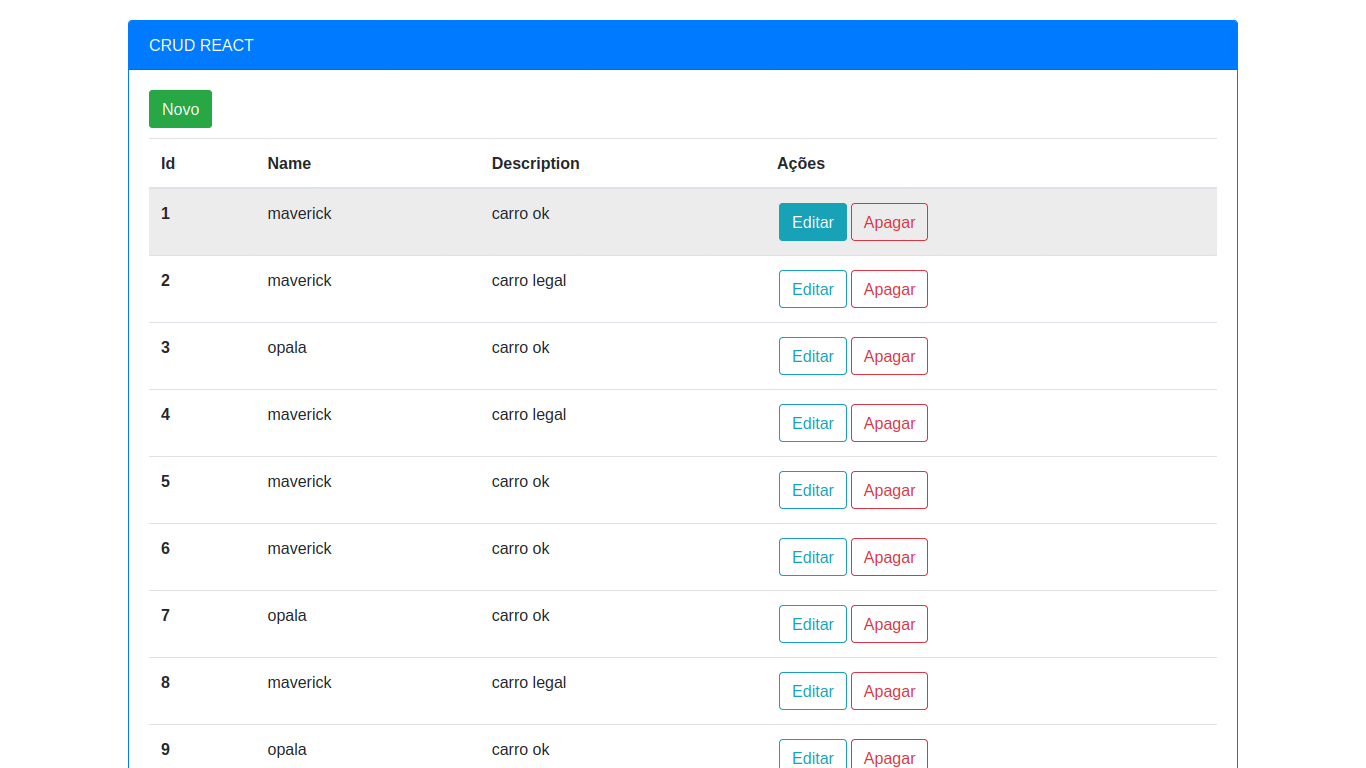 CRUD REACT
Novo
Id Name Description Ações
1 maverick carro ok Editar Apagar
2 maverick carro legal Editar Apagar
3 opala carro ok Editar Apagar
4 maverick carro legal Editar Apagar
5 maverick carro ok Editar Apagar
6 maverick carro ok Editar Apagar
7 opala carro ok Editar Apagar
8 maverick carro legal Editar Apagar
9 opala carro ok Editar Apagar